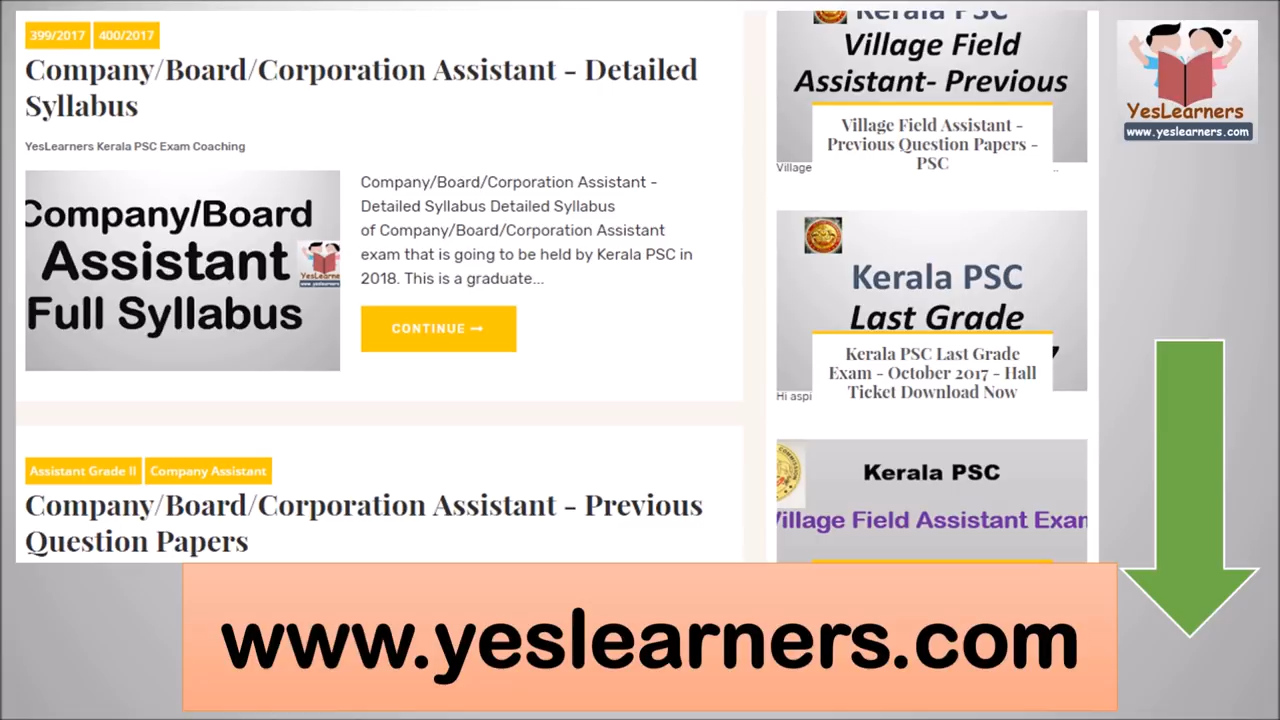 399/2017 400/2017
Company/Board/Corporation Assistant - Detailed
Syllabus
YesLearners Kerala PSC Exam Coaching
Company/Board
Assistant
Full Syllabus
YesLearners
Company/Board/Corporation Assistant -
Detailed Syllabus Detailed Syllabus
of Company/Board/Corporation Assistant
exam that is going to be held by Kerala PSC in
2018. This is a graduate...
CONTINUE →
Assistant Grade II Company Assistant
Company/Board/Corporation Assistant - Previous
Question Papers
Kerala PSC
Village Field
Assistant- Previous
Village Field Assistant -
Previous Question Papers -
PSC
Village
..
Kerala PSC
Last Grade
Kerala PSC Last Grade
Exam - October 2017 - Hall
Ticket Download Now
Hi aspi
Kerala PSC
Village Field Assistant Exam
YesLearners
www.yeslearners.com
www.yeslearners.com